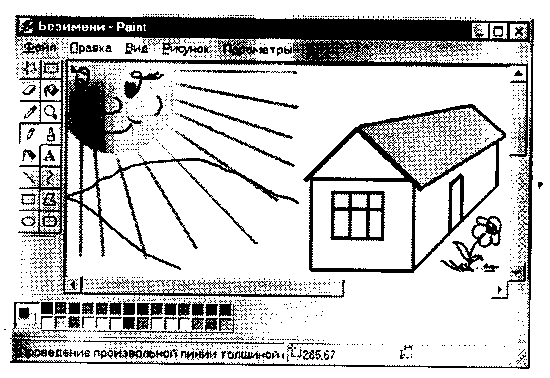 Безимени - Paint
Файл Правка Вид Рисунок Параметры
A
Проведение произвольной линии толщиной
285,67